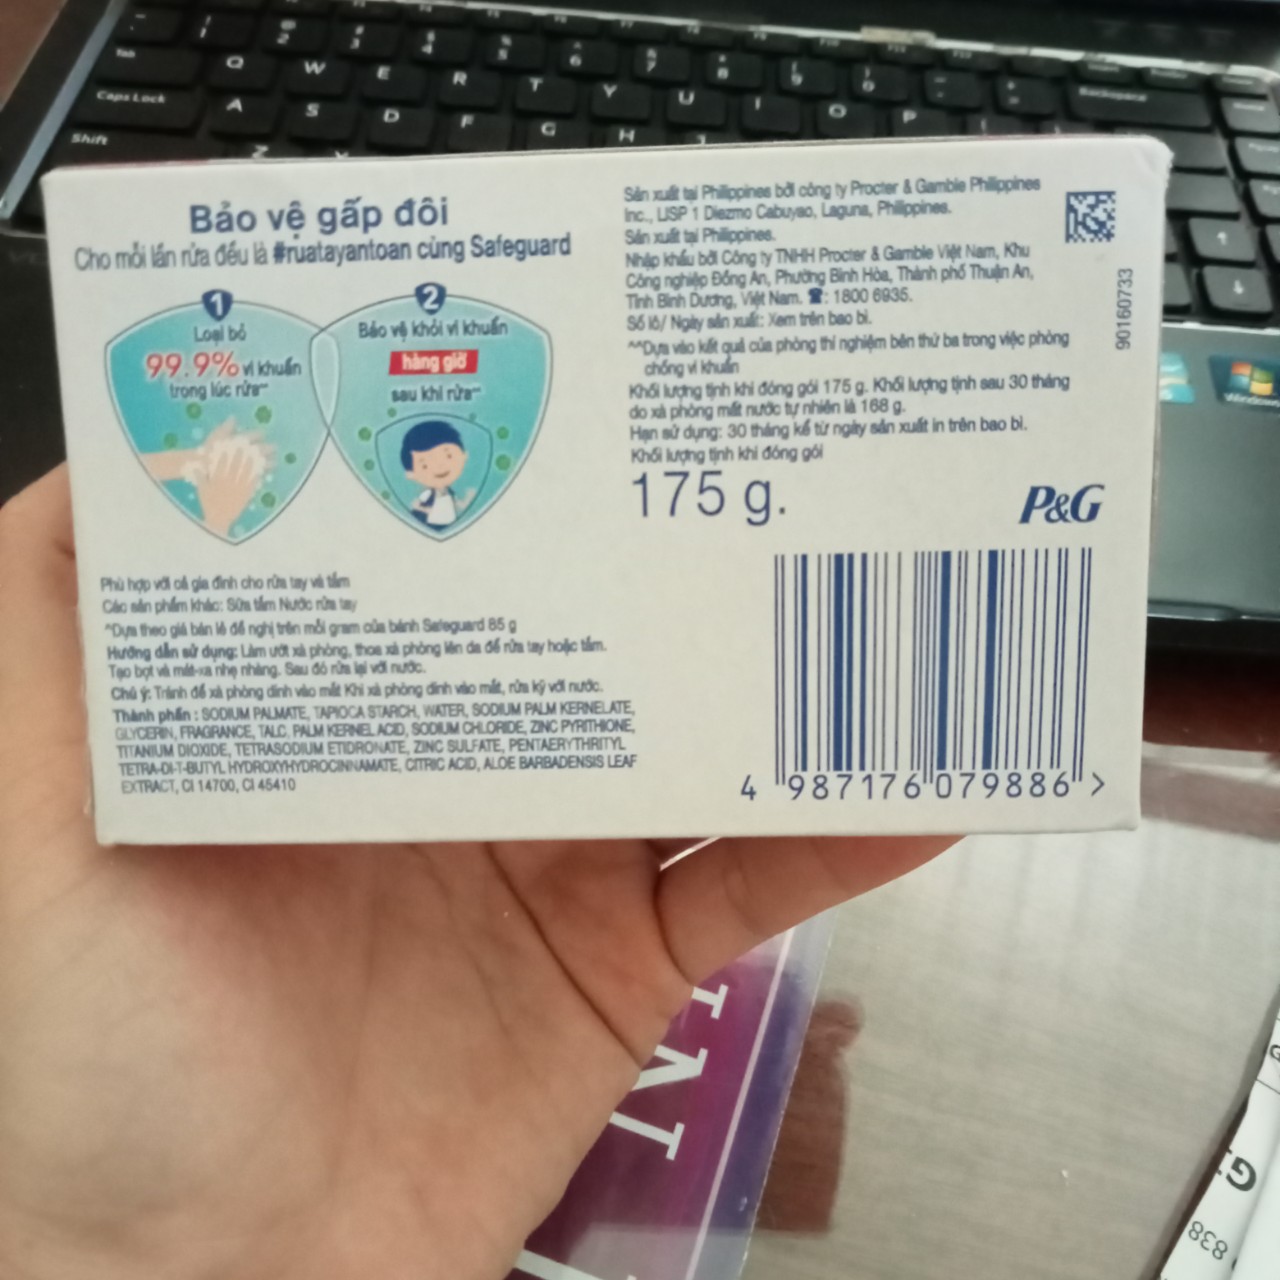 Bảo vệ gấp đôi
Cho mỗi lần rửa đều là #ruatayantoan cùng Safeguard
1
Loại bỏ
99.9% vi khuẩn
trong lúc rửa^^
2
Bảo vệ khỏi vi khuẩn
hàng giờ
sau khi rửa^^
Phù hợp với cả gia đình cho rửa tay và tắm
Các sản phẩm khác: Sữa tắm Nước rửa tay
^Dựa theo giá bán lẻ đề nghị trên mỗi gram của bánh Safeguard 85 g
Hướng dẫn sử dụng: Làm ướt xà phòng, thoa xà phòng lên da để rửa tay hoặc tắm.
Tạo bọt và mát-xa nhẹ nhàng. Sau đó rửa lại với nước.
Chú ý: Tránh để xà phòng dính vào mắt Khi xà phòng dính vào mắt, rửa kỹ với nước.
Thành phần : SODIUM PALMATE, TAPIOCA STARCH, WATER, SODIUM PALM KERNELATE,
GLYCERIN, FRAGRANCE, TALC, PALM KERNEL ACID, SODIUM CHLORIDE, ZINC PYRITHIONE,
TITANIUM DIOXIDE, TETRASODIUM ETIDRONATE, ZINC SULFATE, PENTAERYTHRITYL
TETRA-DI-T-BUTYL HYDROXYHYDROCINNAMATE, CITRIC ACID, ALOE BARBADENSIS LEAF
EXTRACT, CI 14700, CI 45410
Sản xuất tại Philippines bởi công ty Procter & Gamble Philippines
Inc., LISP 1 Diezmo Cabuyao, Laguna, Philippines.
Sản xuất tại Philippines.
Nhập khẩu bởi Công ty TNHH Procter & Gamble Việt Nam, Khu
Công nghiệp Đồng An, Phường Bình Hòa, Thành phố Thuận An,
Tỉnh Bình Dương, Việt Nam. ☎: 1800 6935.
Số lô/ Ngày sản xuất: Xem trên bao bì.
^^Dựa vào kết quả của phòng thí nghiệm bên thứ ba trong việc phòng
chống vi khuẩn
Khối lượng tịnh khi đóng gói 175 g. Khối lượng tịnh sau 30 tháng
do xà phòng mất nước tự nhiên là 168 g.
Hạn sử dụng: 30 tháng kể từ ngày sản xuất in trên bao bì.
Khối lượng tịnh khi đóng gói
175 g.
P&G
90160733
4 987176 079886 >
Tab
Q W E R T Y U I O P
Caps Lock
A S D F G H J
Shift
Backspace
Windows
838